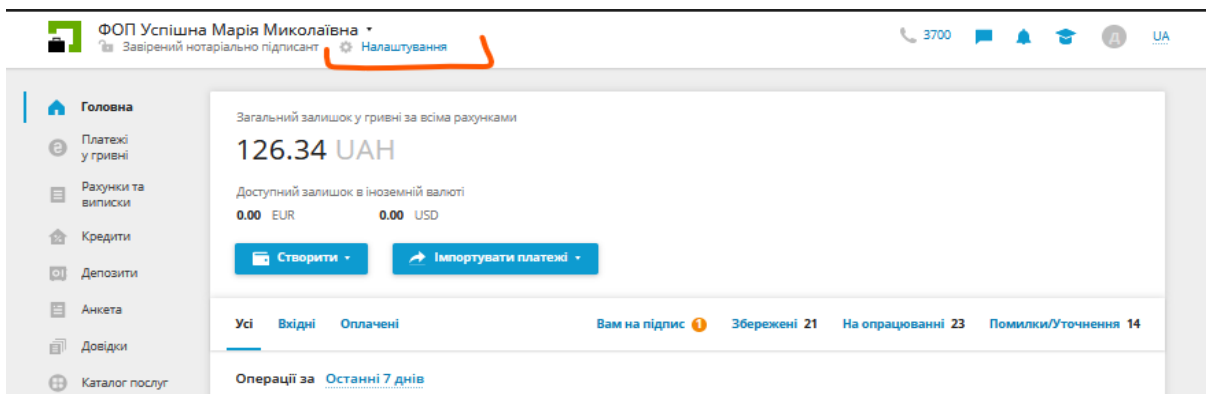 ФОП Успішна Марія Миколаївна
Завірений нотаріально підписант Налаштування
3700
Д
UA
Головна
Платежі
у гривні
Рахунки та
виписки
Кредити
Депозити
Анкета
Довідки
Каталог послуг
Загальний залишок у гривні за всіма рахунками
126.34 UAH
Доступний залишок в іноземній валюті
0.00 EUR 0.00 USD
Створити Імпортувати платежі
Усі Вхідні Оплачені Вам на підпис 1 Збережені 21 На опрацюванні 23 Помилки/Уточнення 14
Операції за Останні 7 днів